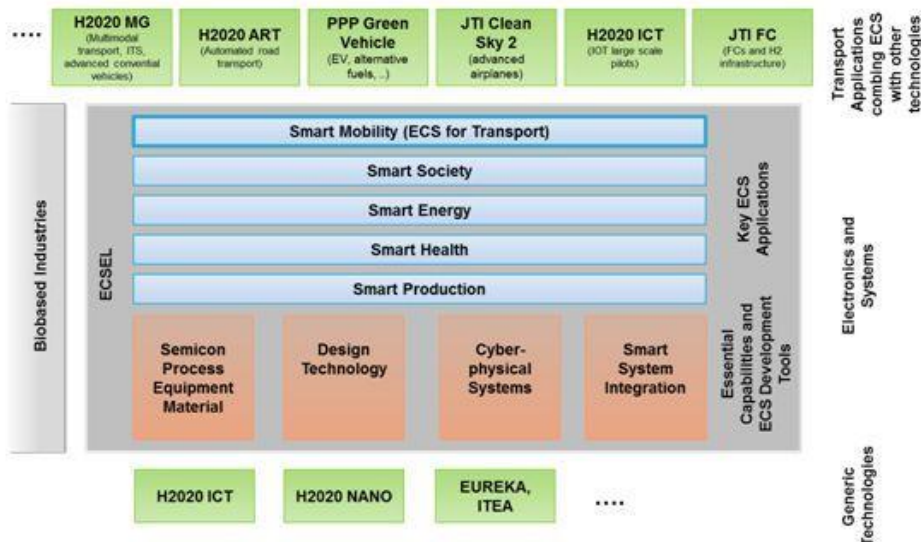 ....
H2020 MG
(Multimodal
transport, ITS,
advanced convential
vehicles)
H2020 ART
(Automated road
transport)
PPP Green
Vehicle
(EV, alternative
fuels, ..)
JTI Clean
Sky 2
(advanced
airplanes)
H2020 ICT
(IOT large scale
pilots)
JTI FC
(FCs and H2
infrastructure)
Transport
Applications
combing ECS
with other
technologies
Biobased Industries
ECSEL
Smart Mobility (ECS for Transport)
Smart Society
Smart Energy
Smart Health
Smart Production
Key ECS
Applications
Semicon
Process
Equipment
Material
Design
Technology
Cyber-
physical
Systems
Smart
System
Integration
Essential
Capabilities and
ECS Development
Tools
Electronics and
Systems
H2020 ICT
H2020 NANO
EUREKA,
ITEA
....
Generic
Technologies